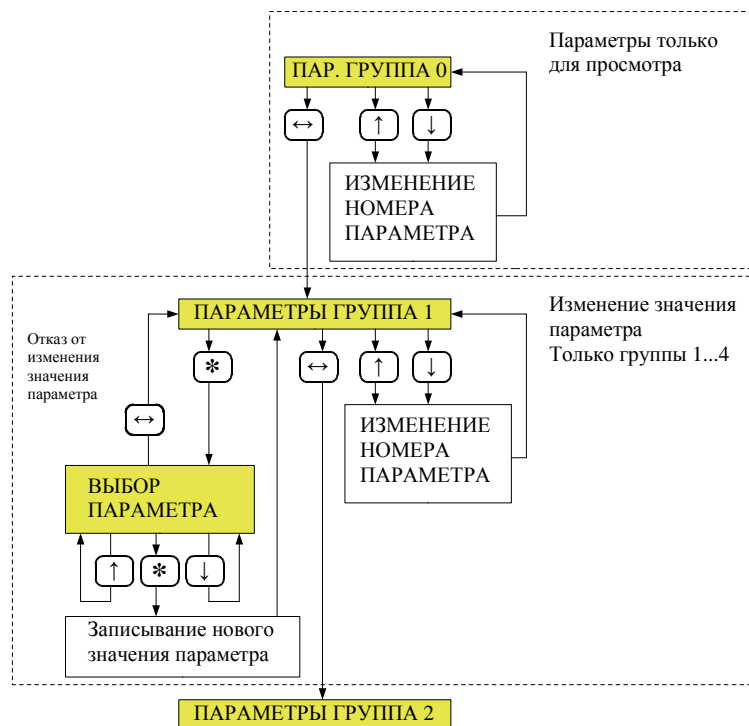 Параметры только
для просмотра
ПАР. ГРУППА 0
↔
↑
↓
ИЗМЕНЕНИЕ
НОМЕРА
ПАРАМЕТРА
ПАРАМЕТРЫ ГРУППА 1
Изменение значения
параметра
Только группы 1...4
Отказ от
изменения
значения
параметра
*
↔
↑
↓
↔
ИЗМЕНЕНИЕ
НОМЕРА
ПАРАМЕТРА
ВЫБОР
ПАРАМЕТРА
↑
*
↓
Записывание нового
значения параметра
ПАРАМЕТРЫ ГРУППА 2